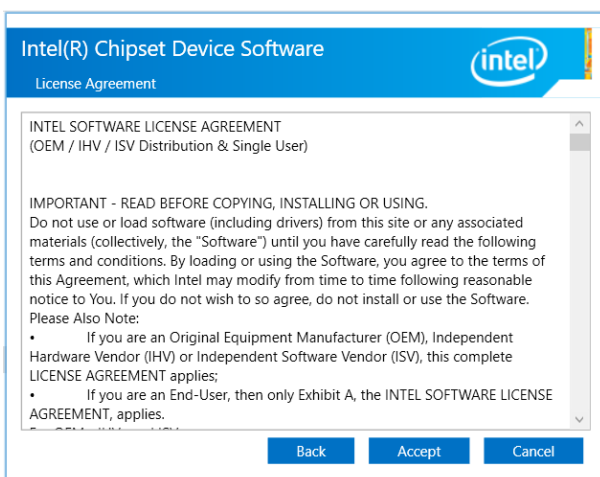 Intel(R) Chipset Device Software
intel
License Agreement
INTEL SOFTWARE LICENSE AGREEMENT
(OEM / IHV / ISV Distribution & Single User)
IMPORTANT - READ BEFORE COPYING, INSTALLING OR USING.
Do not use or load software (including drivers) from this site or any associated
materials (collectively, the "Software") until you have carefully read the following
terms and conditions. By loading or using the Software, you agree to the terms of
this Agreement, which Intel may modify from time to time following reasonable
notice to You. If you do not wish to so agree, do not install or use the Software.
Please Also Note:
• If you are an Original Equipment Manufacturer (OEM), Independent
Hardware Vendor (IHV) or Independent Software Vendor (ISV), this complete
LICENSE AGREEMENT applies;
• If you are an End-User, then only Exhibit A, the INTEL SOFTWARE LICENSE
AGREEMENT, applies.
Back Accept Cancel